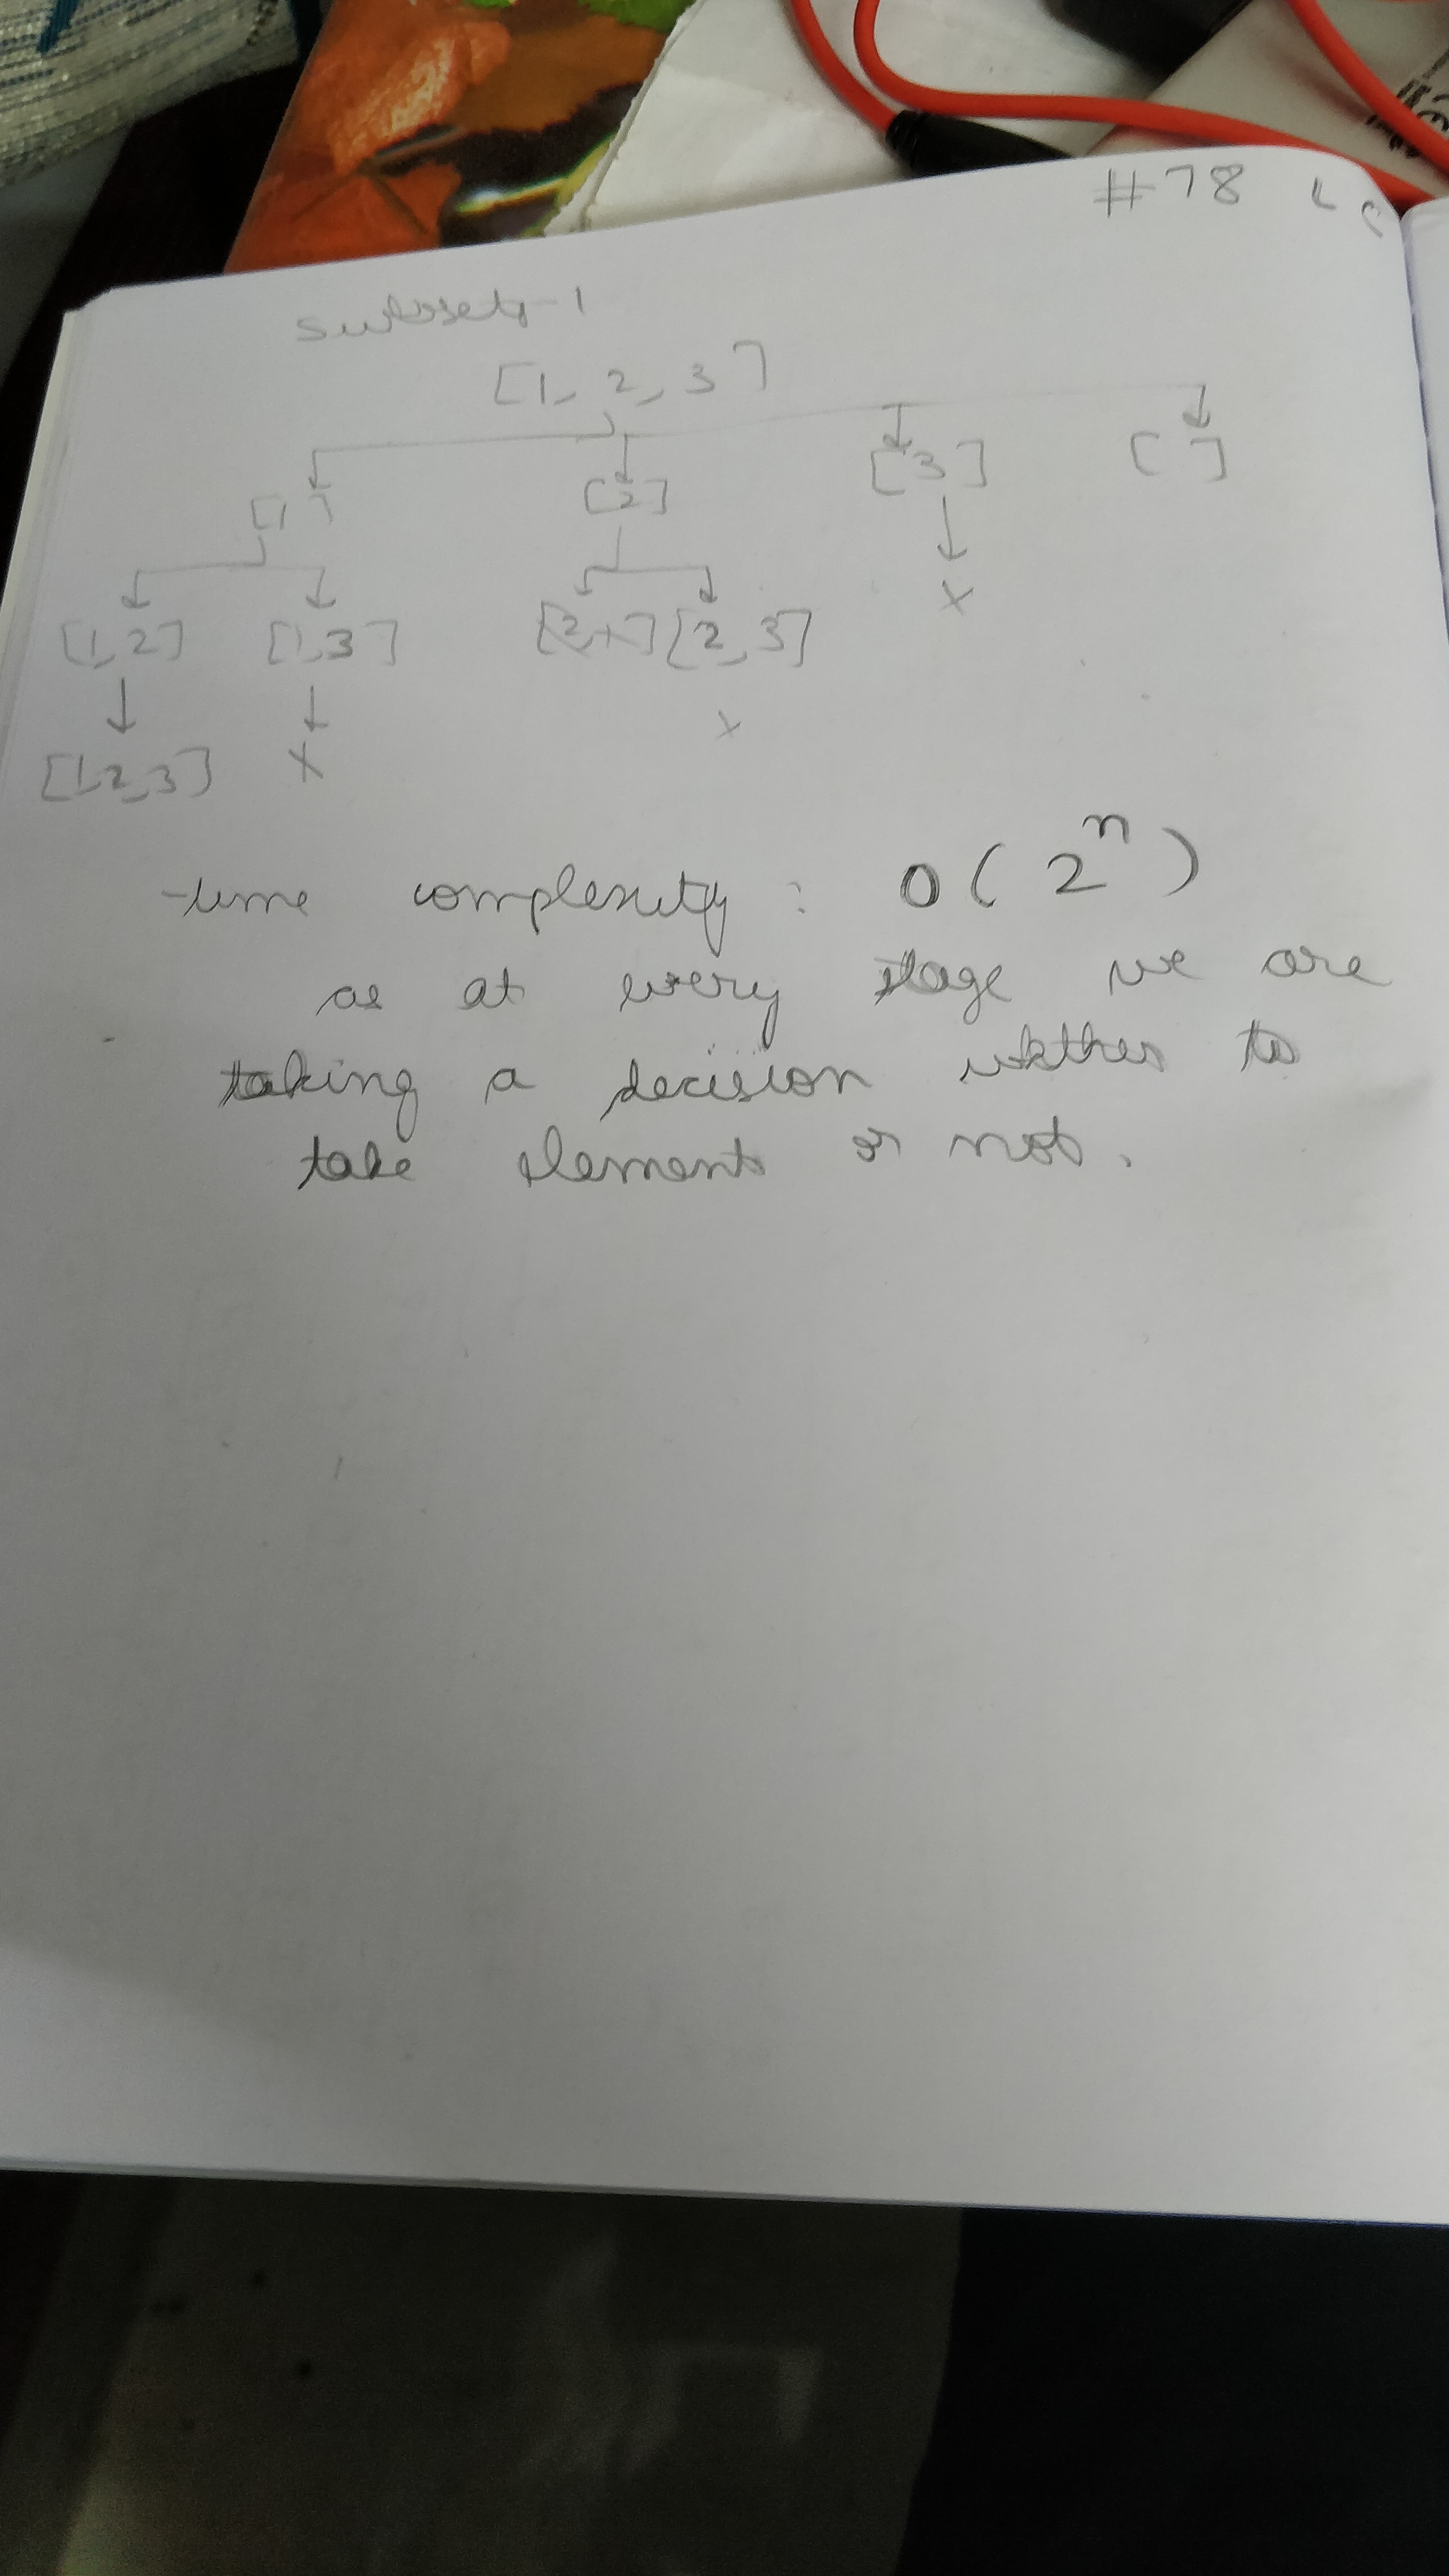 #78 LC
Subsets-1
[1, 2, 3]
[1] [2] [3] [ ]
[1,2] [1,3] [2,1] [2,3] x
[1,2,3] x x
time complexity : O(2^n)
as at every stage we are
taking a decision whether to
take element or not.